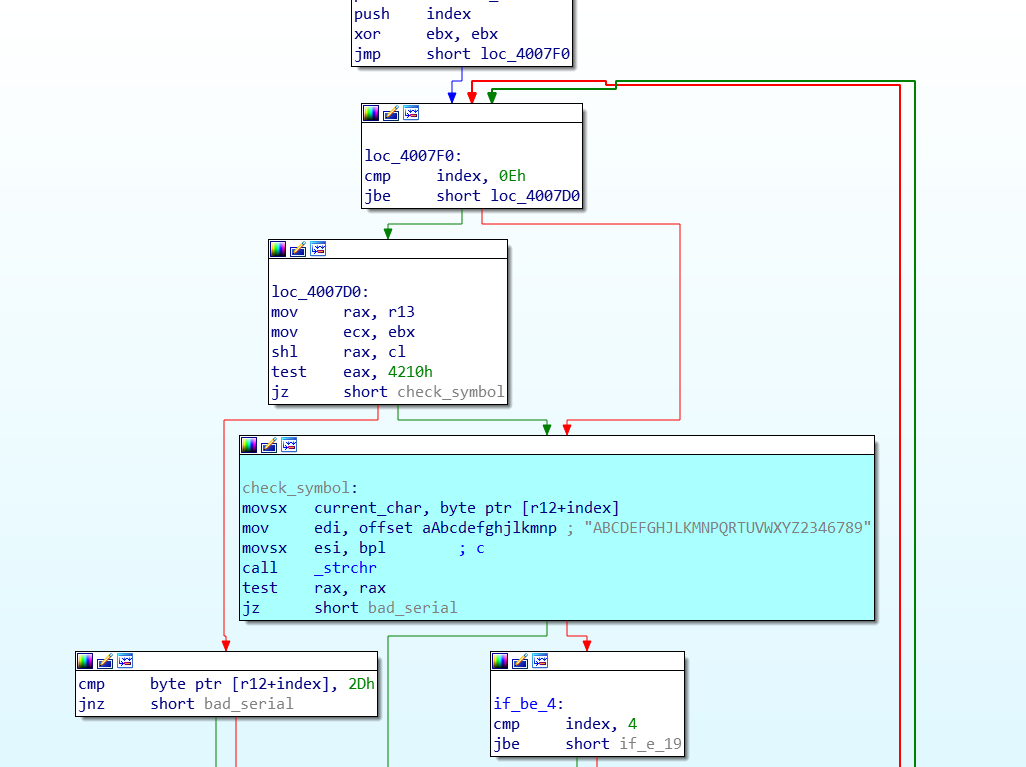 push index
xor ebx, ebx
jmp short loc_4007F0
loc_4007F0:
cmp index, 0Eh
jbe short loc_4007D0
loc_4007D0:
mov rax, r13
mov ecx, ebx
shl rax, cl
test eax, 4210h
jz short check_symbol
check_symbol:
movsx current_char, byte ptr [r12+index]
mov edi, offset aAbcdefghjlkmnp ; "ABCDEFGHJLKMNPQRTUVWXYZ2346789"
movsx esi, bpl ; c
call _strchr
test rax, rax
jz short bad_serial
cmp byte ptr [r12+index], 2Dh
jnz short bad_serial
if_be_4:
cmp index, 4
jbe short if_e_19